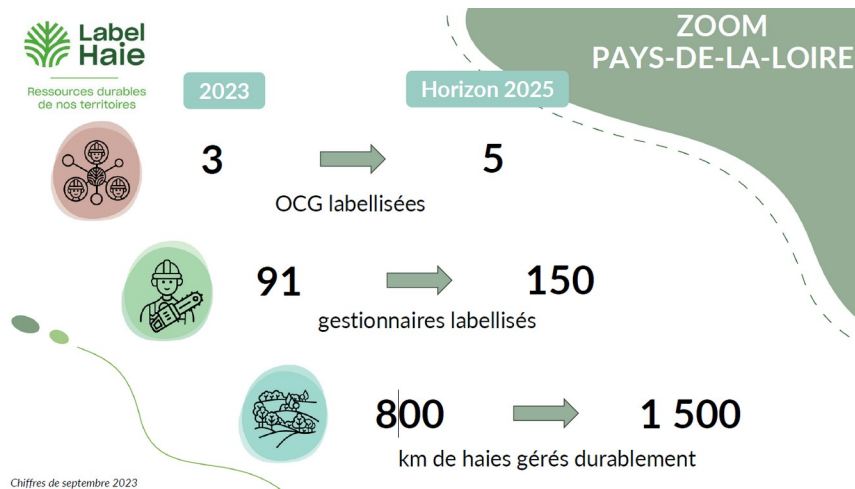 Label
Haie
Ressources durables
de nos territoires
ZOOM
PAYS-DE-LA-LOIRE
2023
Horizon 2025
3
5
OCG labellisées
91
150
gestionnaires labellisés
800
1 500
km de haies gérés durablement
Chiffres de septembre 2023